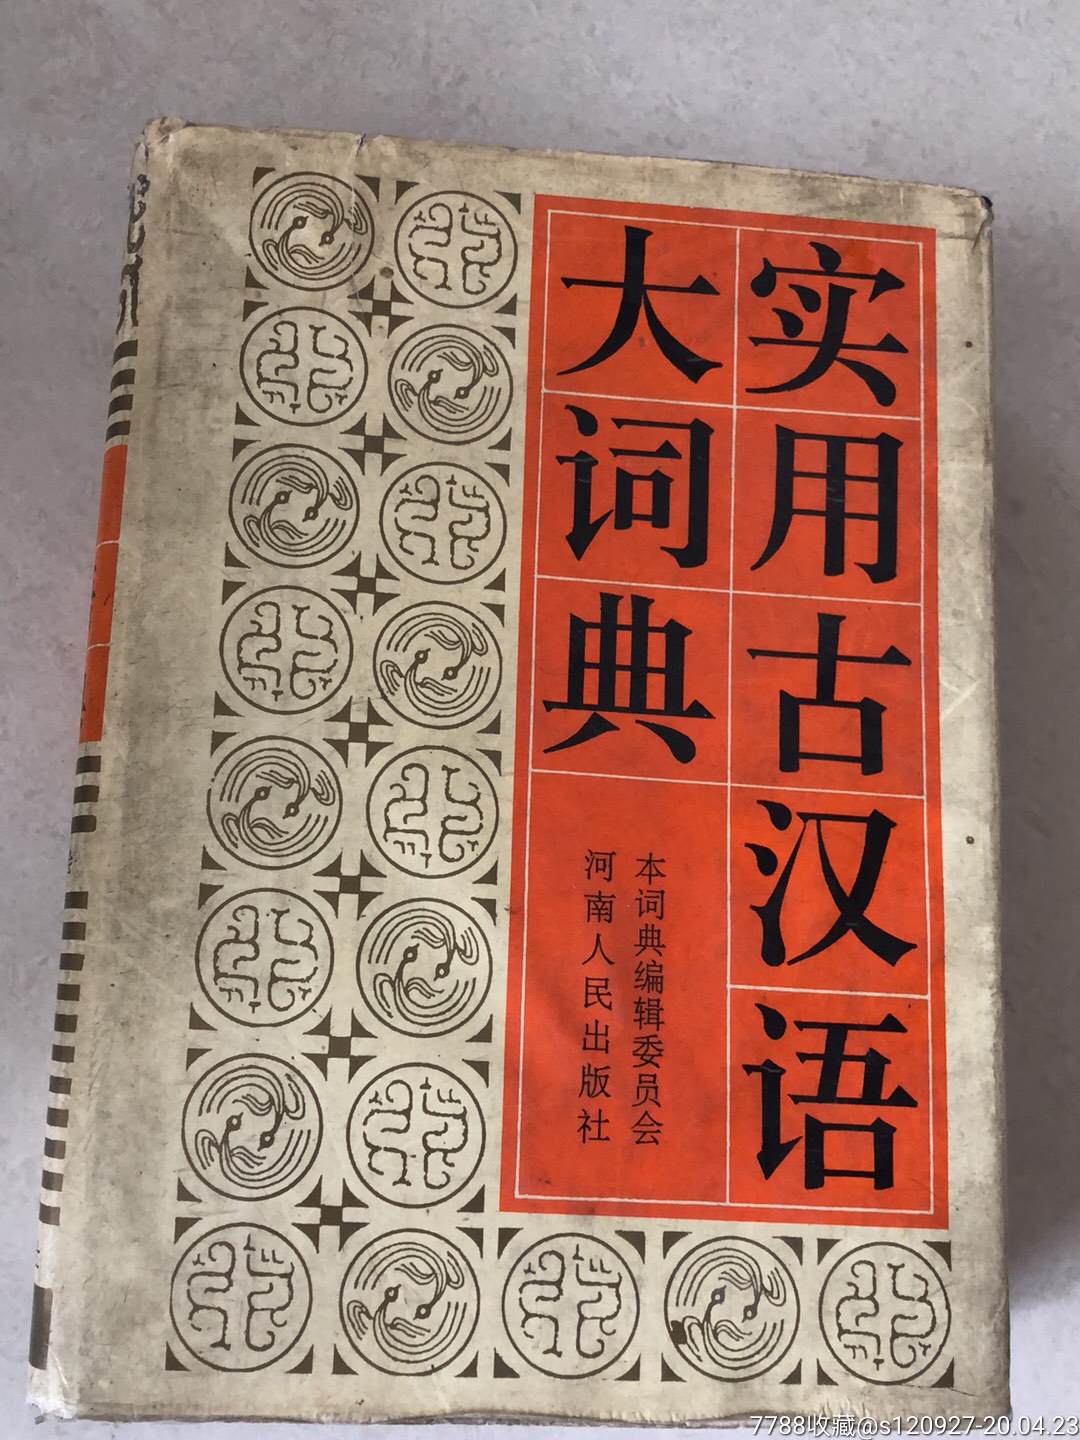 实用古汉语
大词典
本词典编辑委员会
河南人民出版社
7788收藏@s120927-20.04.23